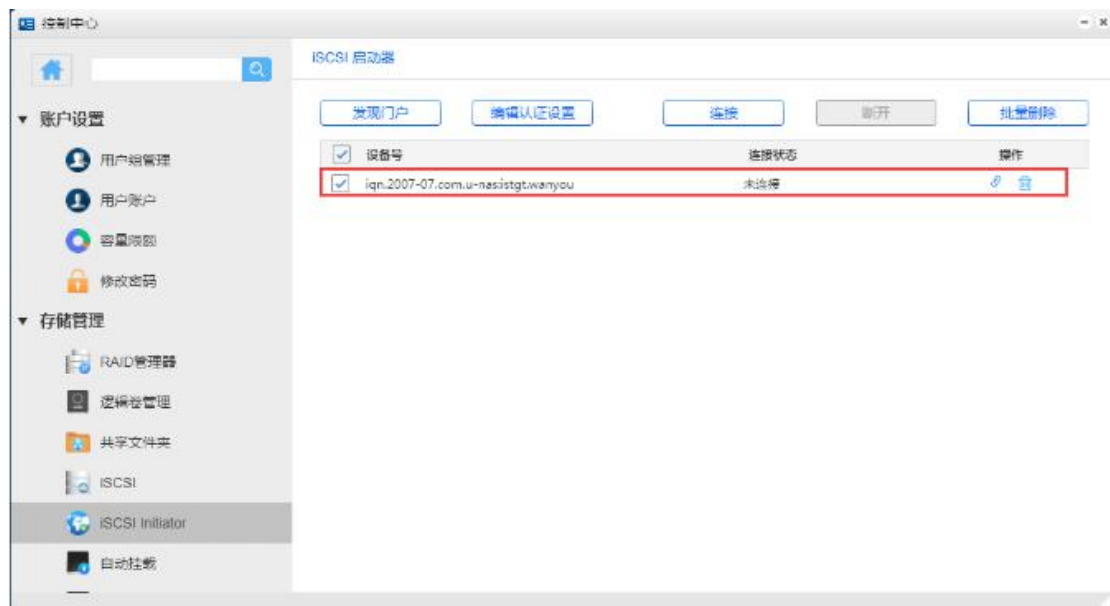 控制中心
iSCSI 启动器
发现门户 编辑认证设置 连接 断开 批量删除
设备号 连接状态 操作
iqn.2007-07.com.u-nas:istgt.wanyou 未连接
账户设置
用户组管理
用户账户
容量限额
修改密码
存储管理
RAID管理器
逻辑卷管理
共享文件夹
iSCSI
iSCSI Initiator
自动挂载